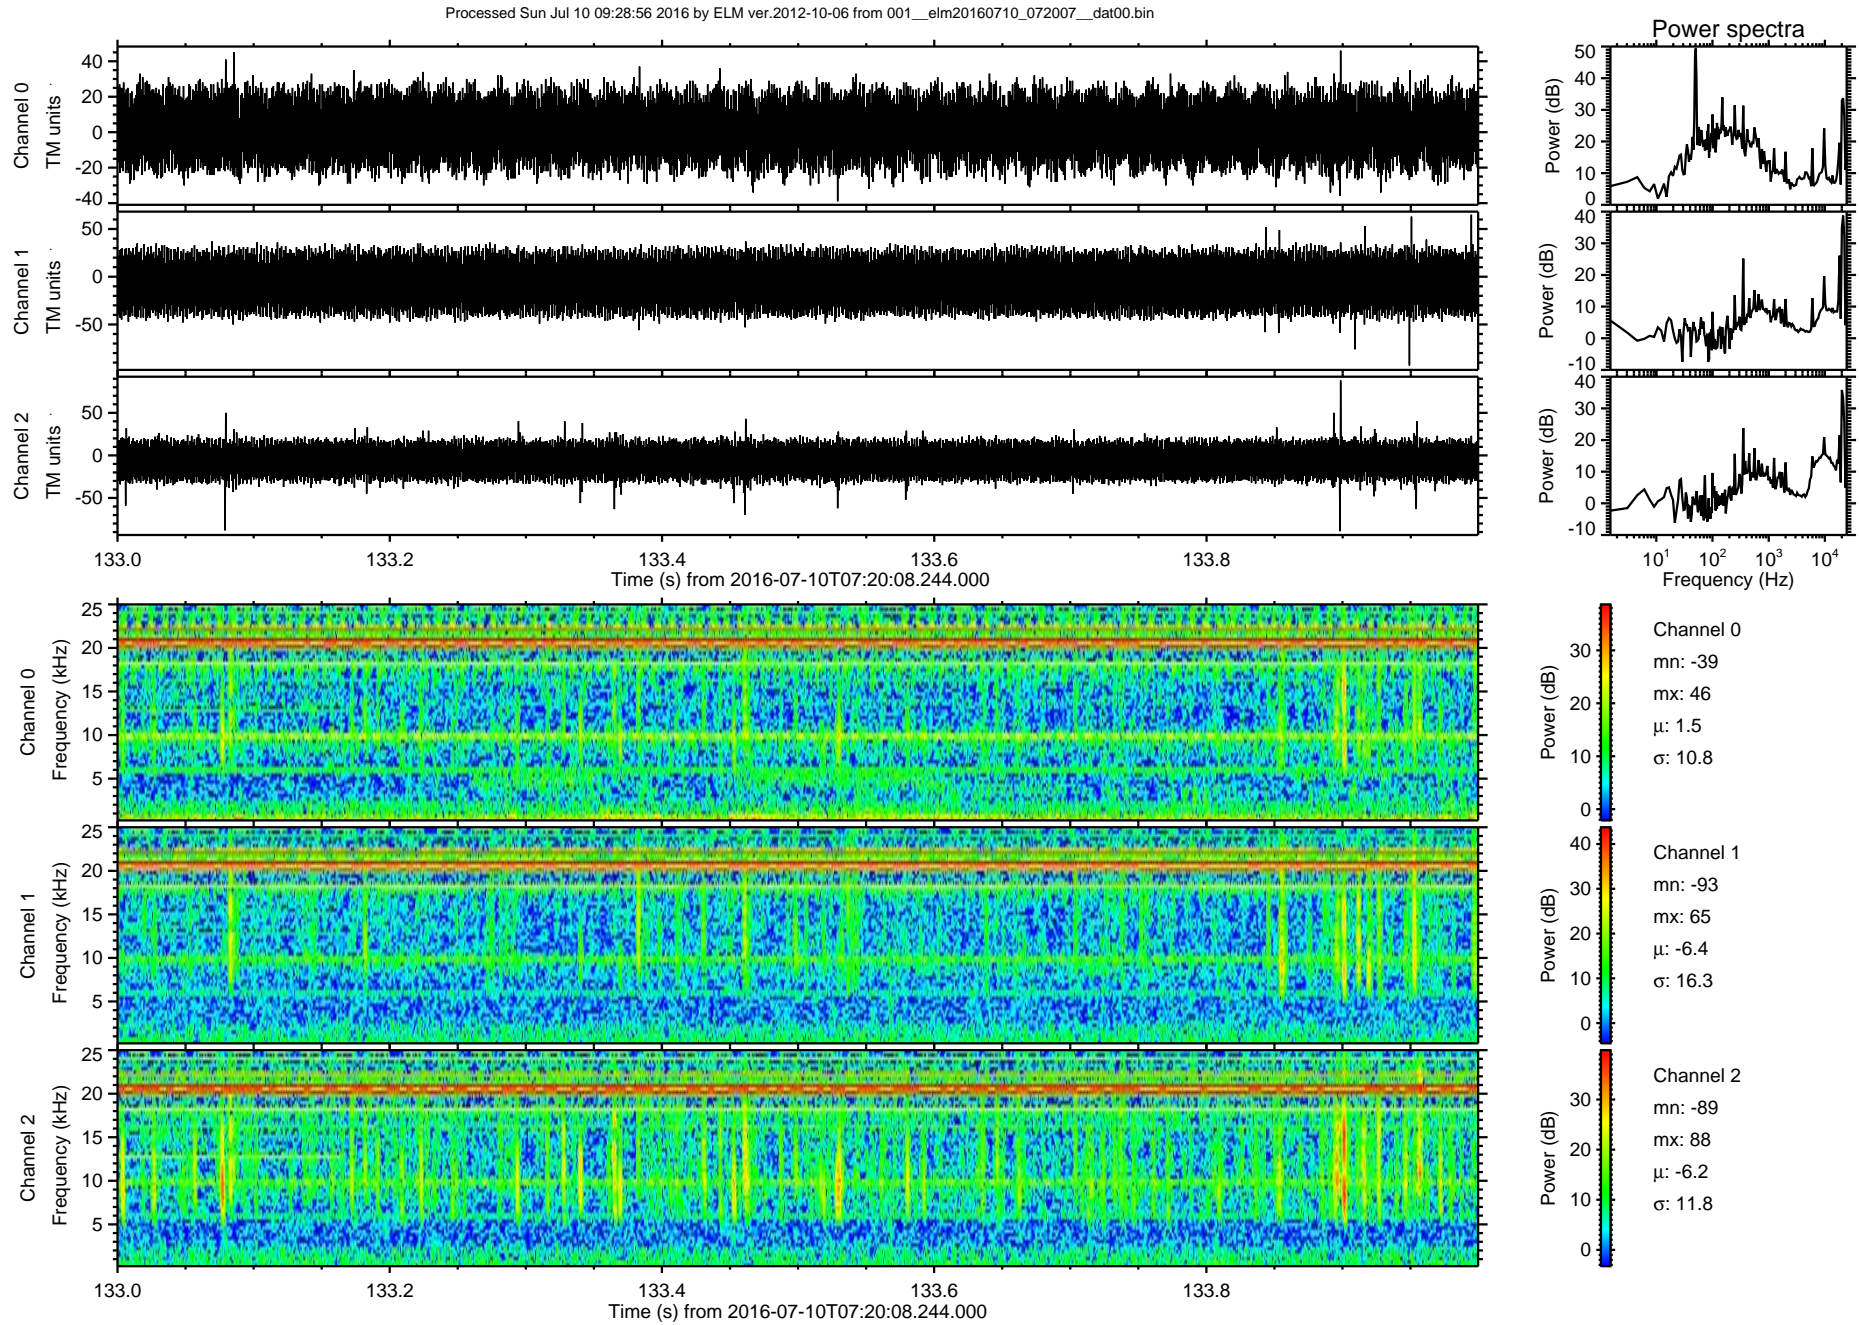 Processed Sun Jul 10 09:28:56 2016 by ELM ver.2012-10-06 from 001__elm20160710_072007__dat00.bin
Power spectra
Channel 0
TM units
40
20
0
-20
-40
Power (dB)
50
40
30
20
10
0
Channel 1
TM units
50
0
-50
Power (dB)
40
30
20
10
0
-10
Channel 2
TM units
50
0
-50
Power (dB)
40
30
20
10
0
-10
133.0 133.2 133.4 133.6 133.8
Time (s) from 2016-07-10T07:20:08.244.000
10^1 10^2 10^3 10^4
Frequency (Hz)
Channel 0
Frequency (kHz)
25
20
15
10
5
Power (dB)
30
20
10
0
Channel 0
mn: -39
mx: 46
μ: 1.5
σ: 10.8
Channel 1
Frequency (kHz)
25
20
15
10
5
Power (dB)
40
30
20
10
0
Channel 1
mn: -93
mx: 65
μ: -6.4
σ: 16.3
Channel 2
Frequency (kHz)
25
20
15
10
5
Power (dB)
30
20
10
0
Channel 2
mn: -89
mx: 88
μ: -6.2
σ: 11.8
133.0 133.2 133.4 133.6 133.8
Time (s) from 2016-07-10T07:20:08.244.000